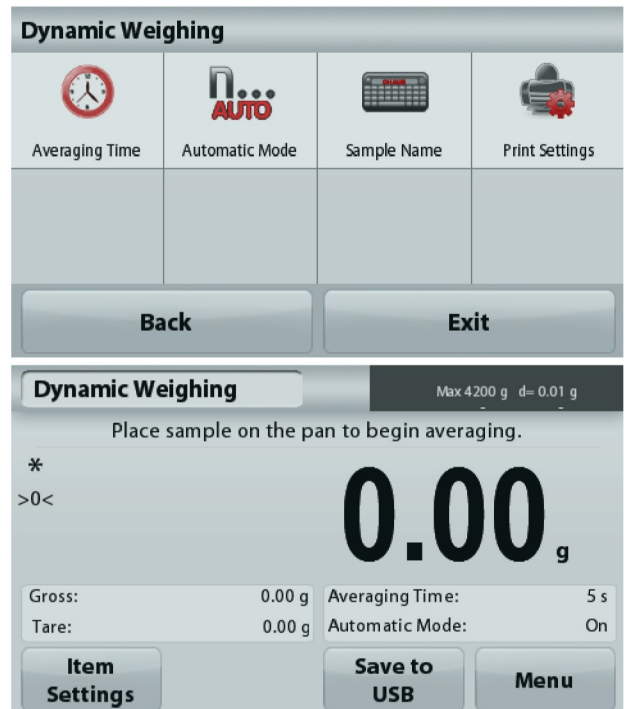 Dynamic Weighing
AUTO
Averaging Time
Automatic Mode
Sample Name
Print Settings
Back
Exit
Dynamic Weighing
Max 4200 g d= 0.01 g
Place sample on the pan to begin averaging.
*
>0<
0.00 g
Gross: 0.00 g
Averaging Time: 5 s
Tare: 0.00 g
Automatic Mode: On
Item Settings
Save to USB
Menu